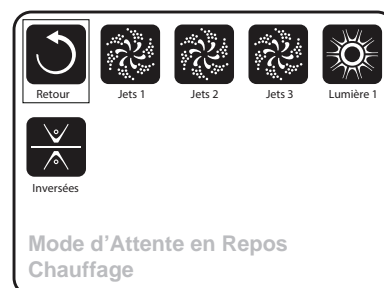 Retour Jets 1 Jets 2 Jets 3 Lumière 1
Inversées
Mode d'Attente en Repos
Chauffage